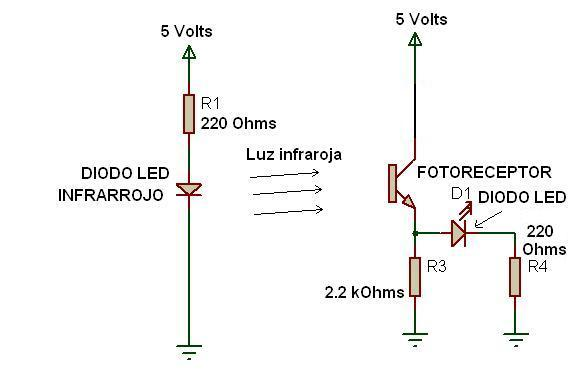 5 Volts
R1
220 Ohms
DIODO LED
INFRARROJO
Luz infraroja
5 Volts
FOTORECEPTOR
D1
DIODO LED
R3
2.2 kOhms
220
Ohms
R4